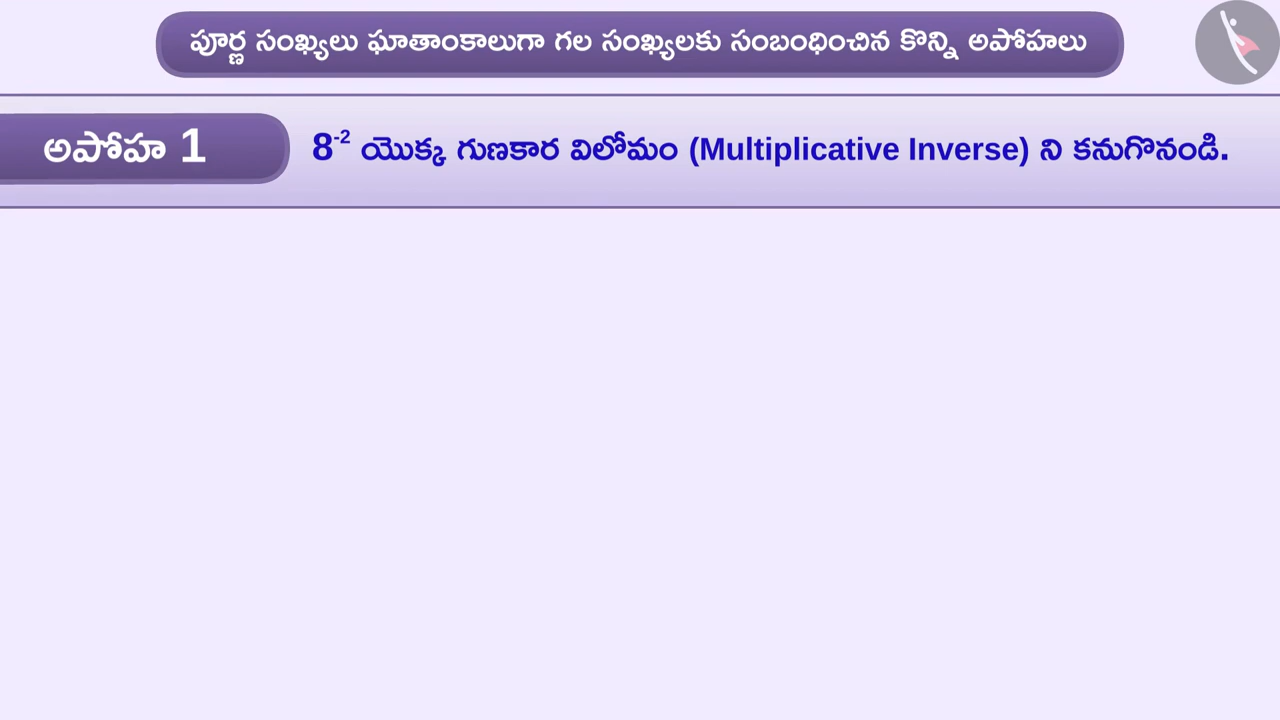 పూర్ణ సంఖ్యలు ఘాతాంకాలుగా గల సంఖ్యలకు సంబంధించిన కొన్ని అపోహలు
అపోహ 1
8⁻² యొక్క గుణకార విలోమం (Multiplicative Inverse) ని కనుగొనండి.